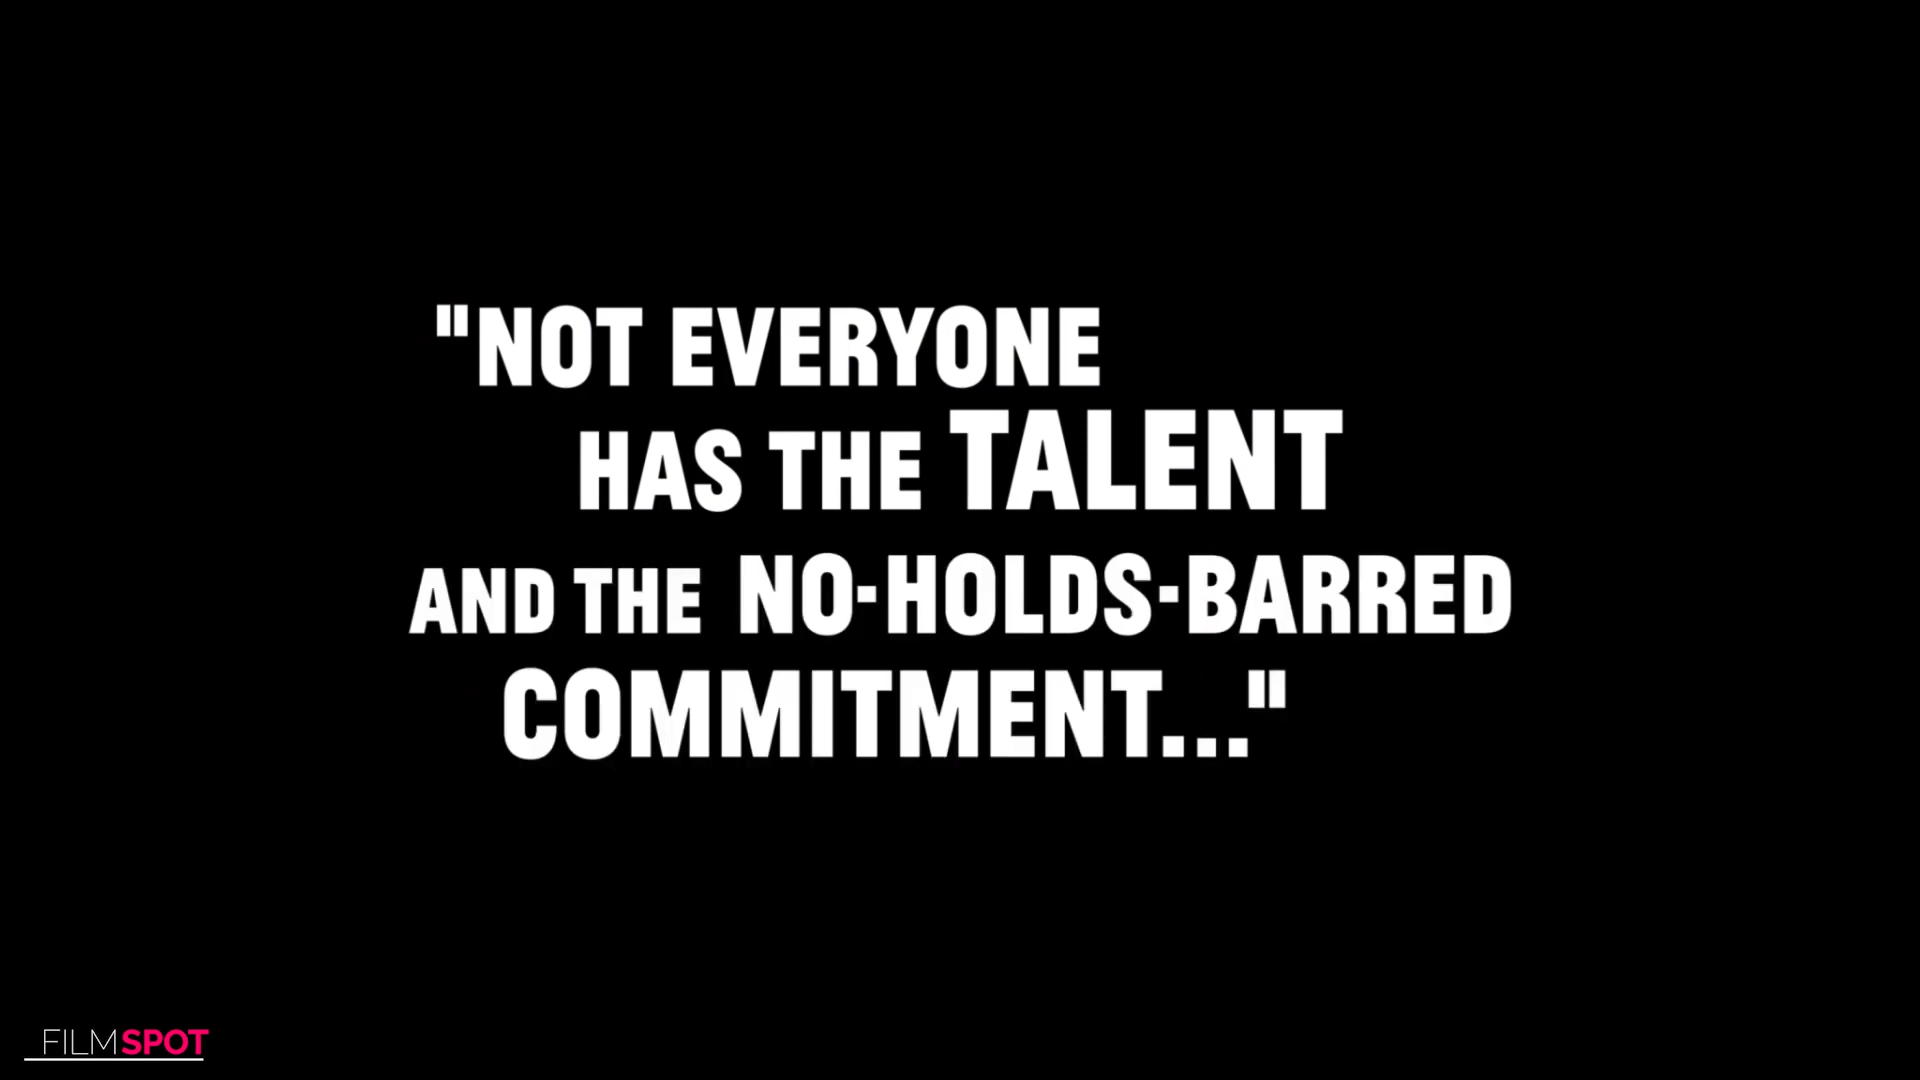 "NOT EVERYONE
HAS THE TALENT
AND THE NO-HOLDS-BARRED
COMMITMENT..."
FILMSPOT